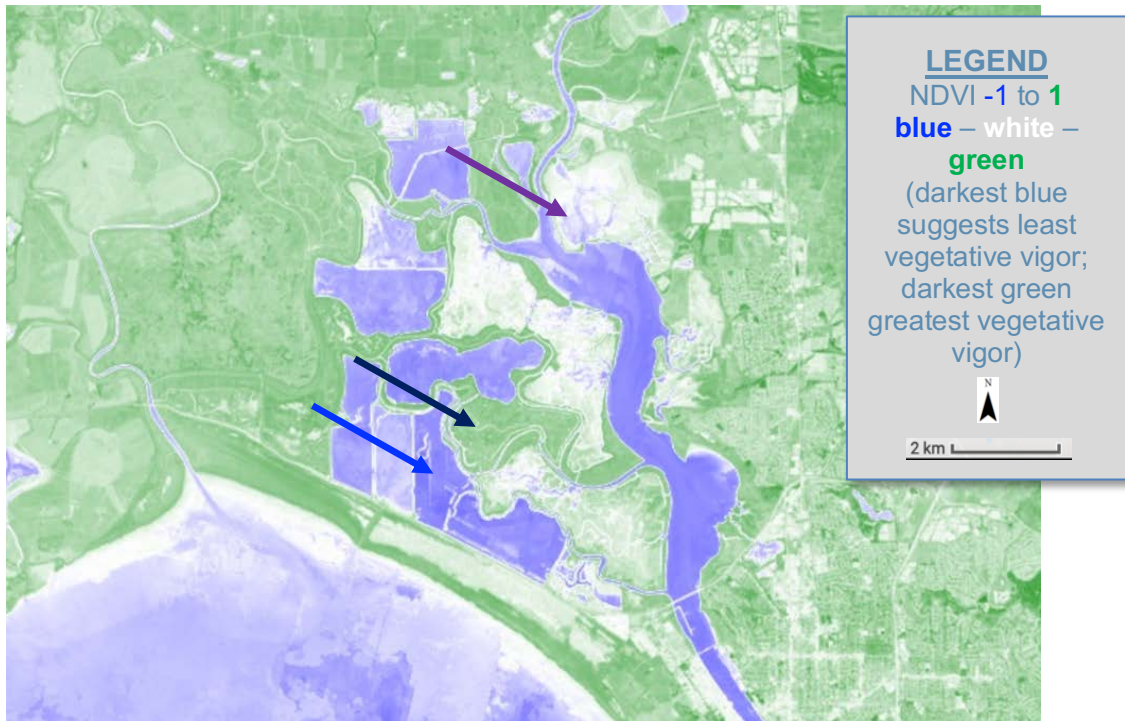 LEGEND
NDVI -1 to 1
blue – white –
green
(darkest blue
suggests least
vegetative vigor;
darkest green
greatest vegetative
vigor)
N
2 km